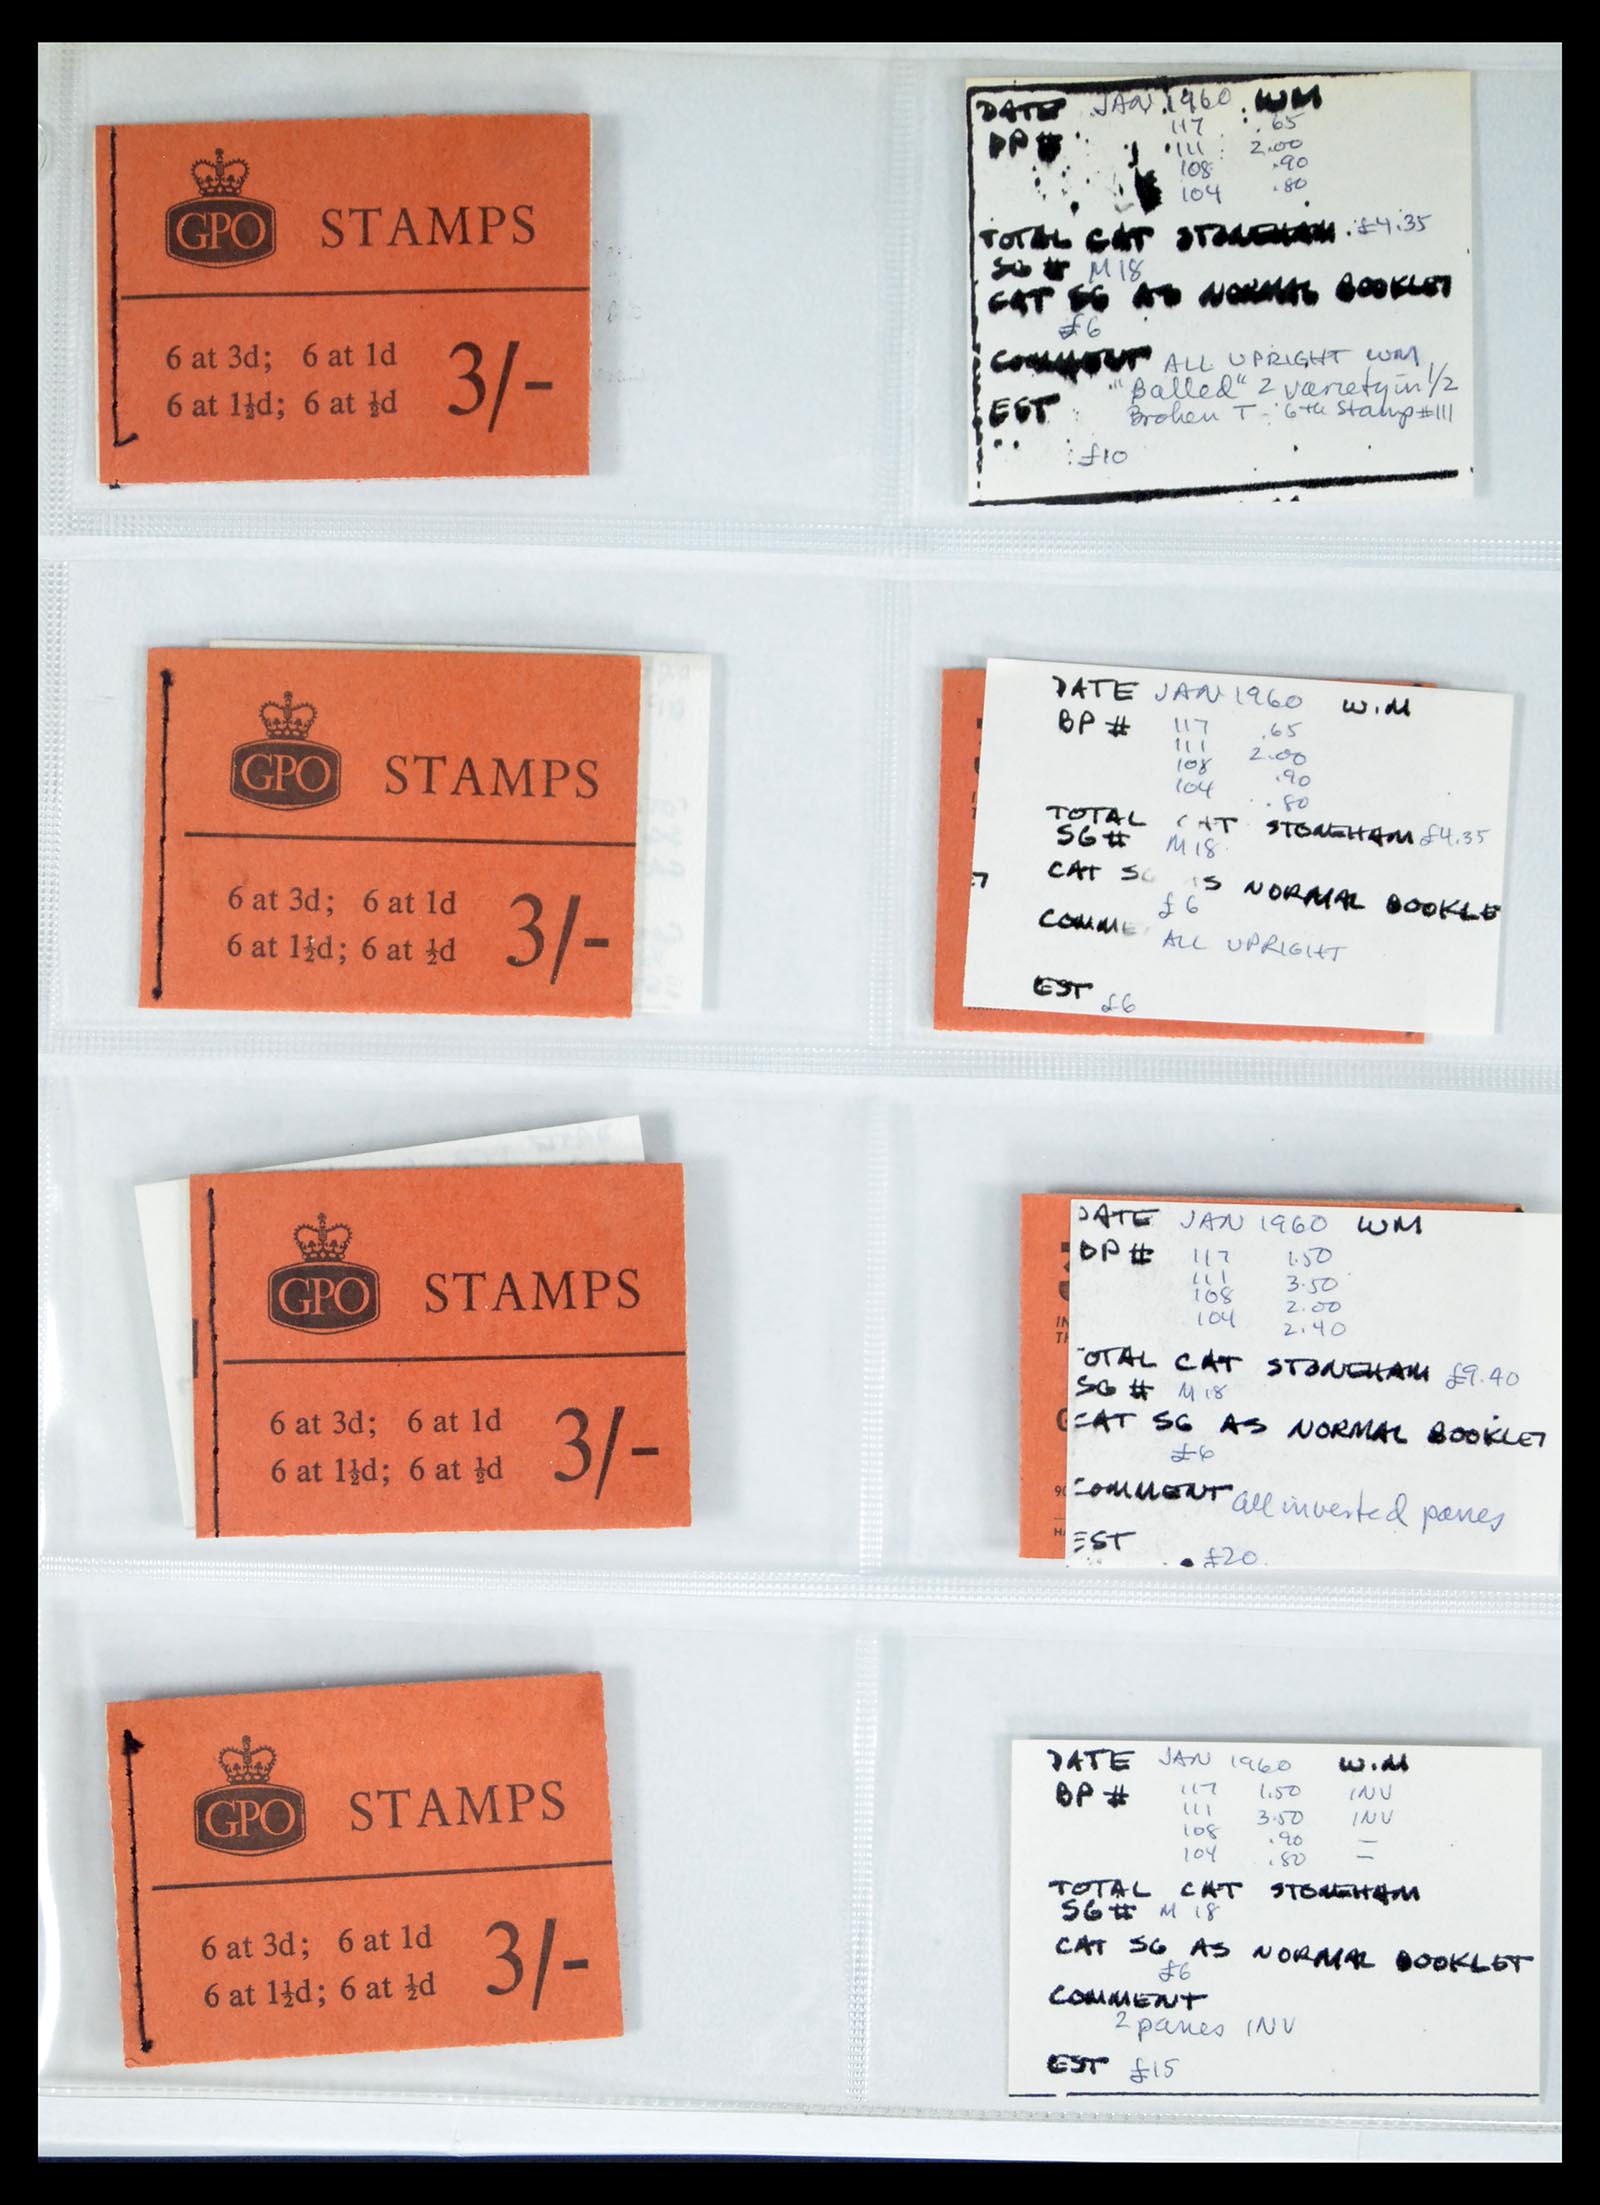 GPO STAMPS
6 at 3d; 6 at 1d
6 at 1½d; 6 at ½d 3/-
DATE JAN 1960 WM
BP # 117 .65
111 2.00
108 .90
104 .80
TOTAL CAT STONEHAM £4.35
SG # M18
CAT SG AS NORMAL BOOKLET
£6
COMMENT ALL UPRIGHT WM
"Balled" 2 variety in 1/2
EST Broken T - 6th Stamp #111
£10
GPO STAMPS
6 at 3d; 6 at 1d
6 at 1½d; 6 at ½d 3/-
DATE JAN 1960 W.M
BP # 117 .65
111 2.00
108 .90
104 .80
TOTAL CAT STONEHAM £4.35
SG # M18
CAT SG AS NORMAL BOOKLE
£6
COMME ALL UPRIGHT
EST £6
GPO STAMPS
6 at 3d; 6 at 1d
6 at 1½d; 6 at ½d 3/-
DATE JAN 1960 WM
BP # 117 1.50
111 3.50
108 2.00
104 2.40
OTAL CAT STONEHAM £9.40
SG # M18
CAT SG AS NORMAL BOOKLET
£6
COMMENT all inverted panes
EST
£20
GPO STAMPS
6 at 3d; 6 at 1d
6 at 1½d; 6 at ½d 3/-
DATE JAN 1960 W.M
BP # 117 1.50 INV
111 3.50 INV
108 .90 —
104 .80 —
TOTAL CAT STONEHAM
SG # M 18
CAT SG AS NORMAL BOOKLET
£6
COMMENT
2 panes INV
EST £15